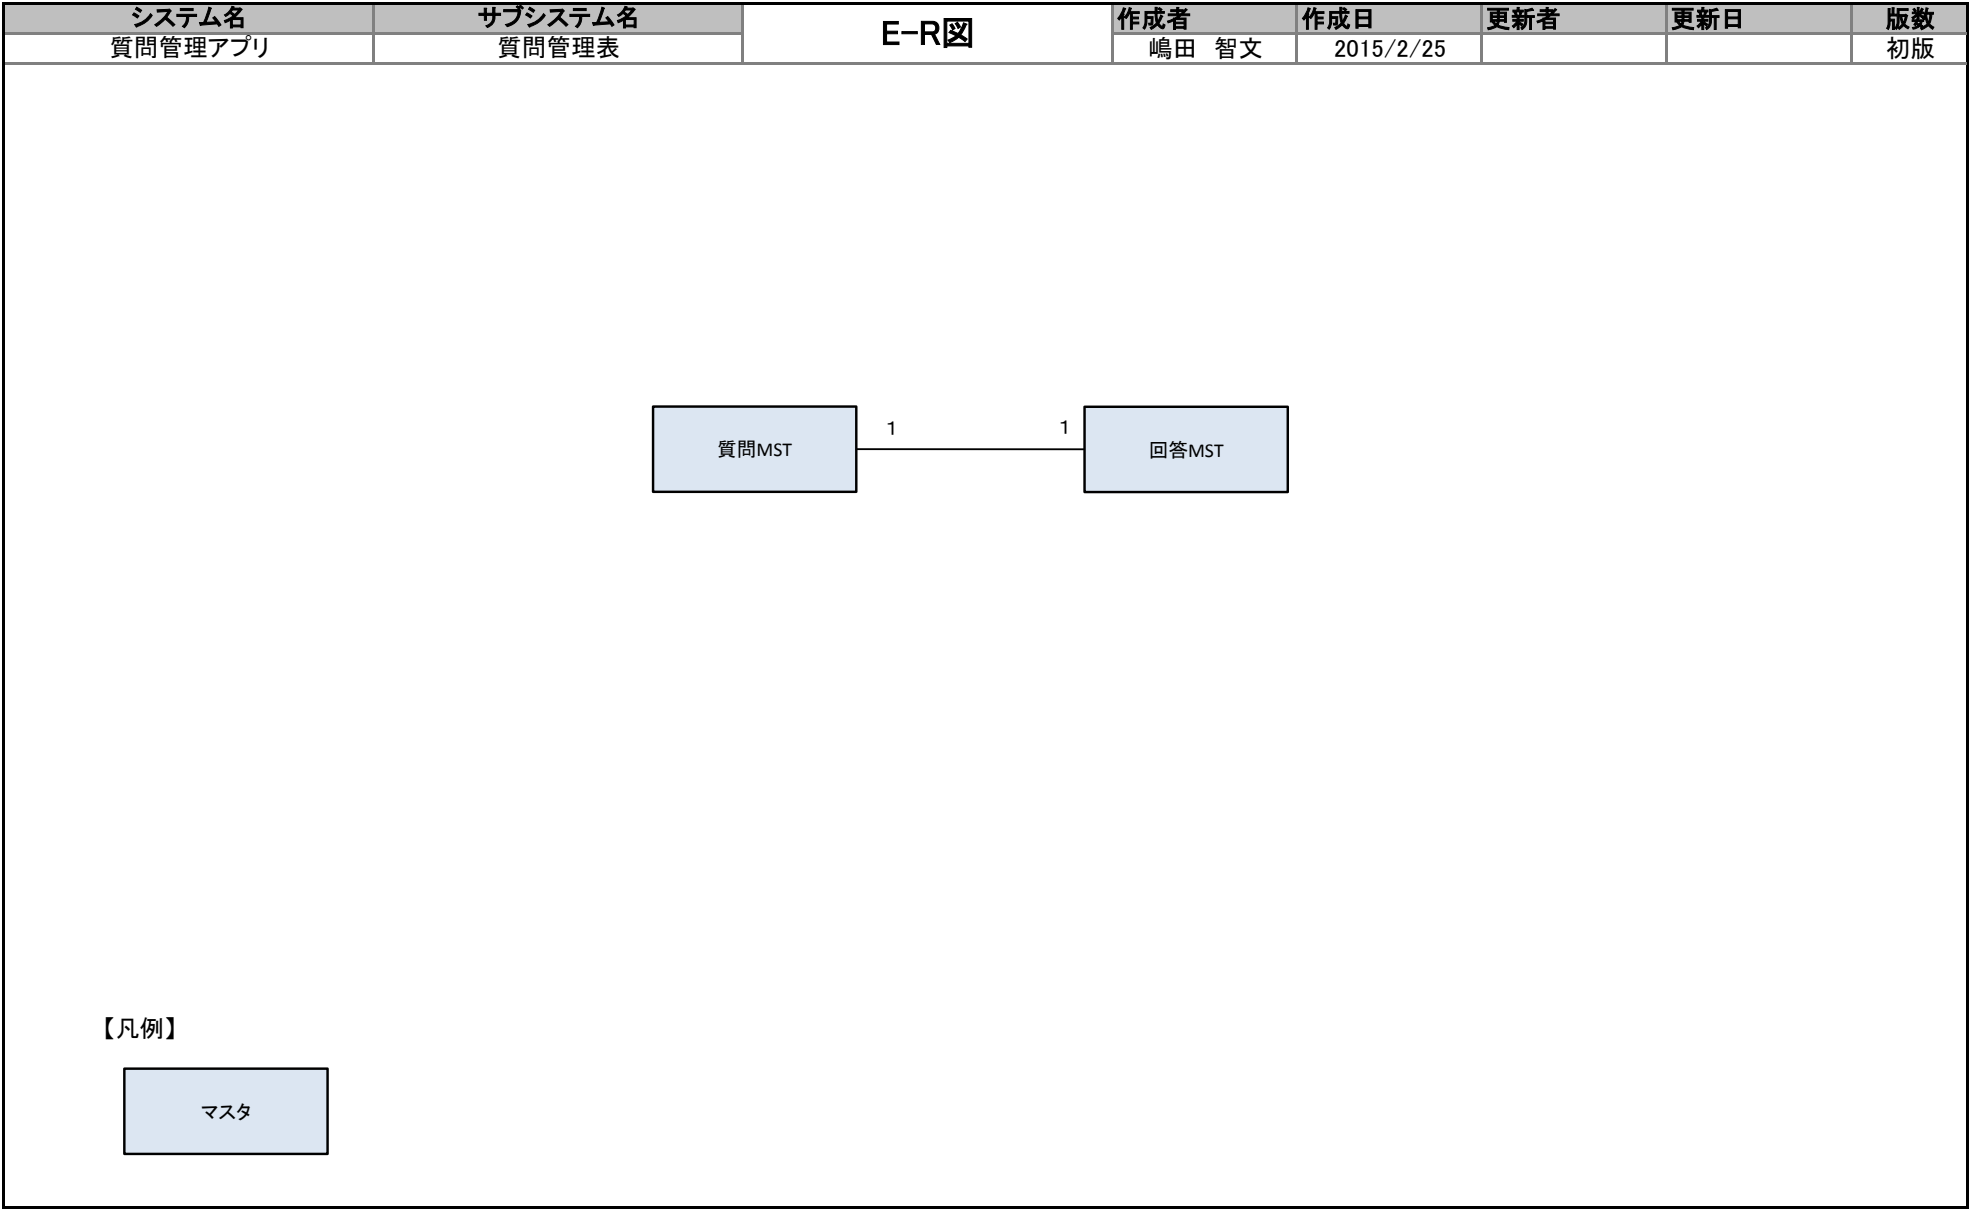 システム名 サブシステム名 E-R図 作成者 作成日 更新者 更新日 版数
質問管理アプリ 質問管理表 嶋田 智文 2015/2/25 初版
質問MST 1 1 回答MST
【凡例】
マスタ